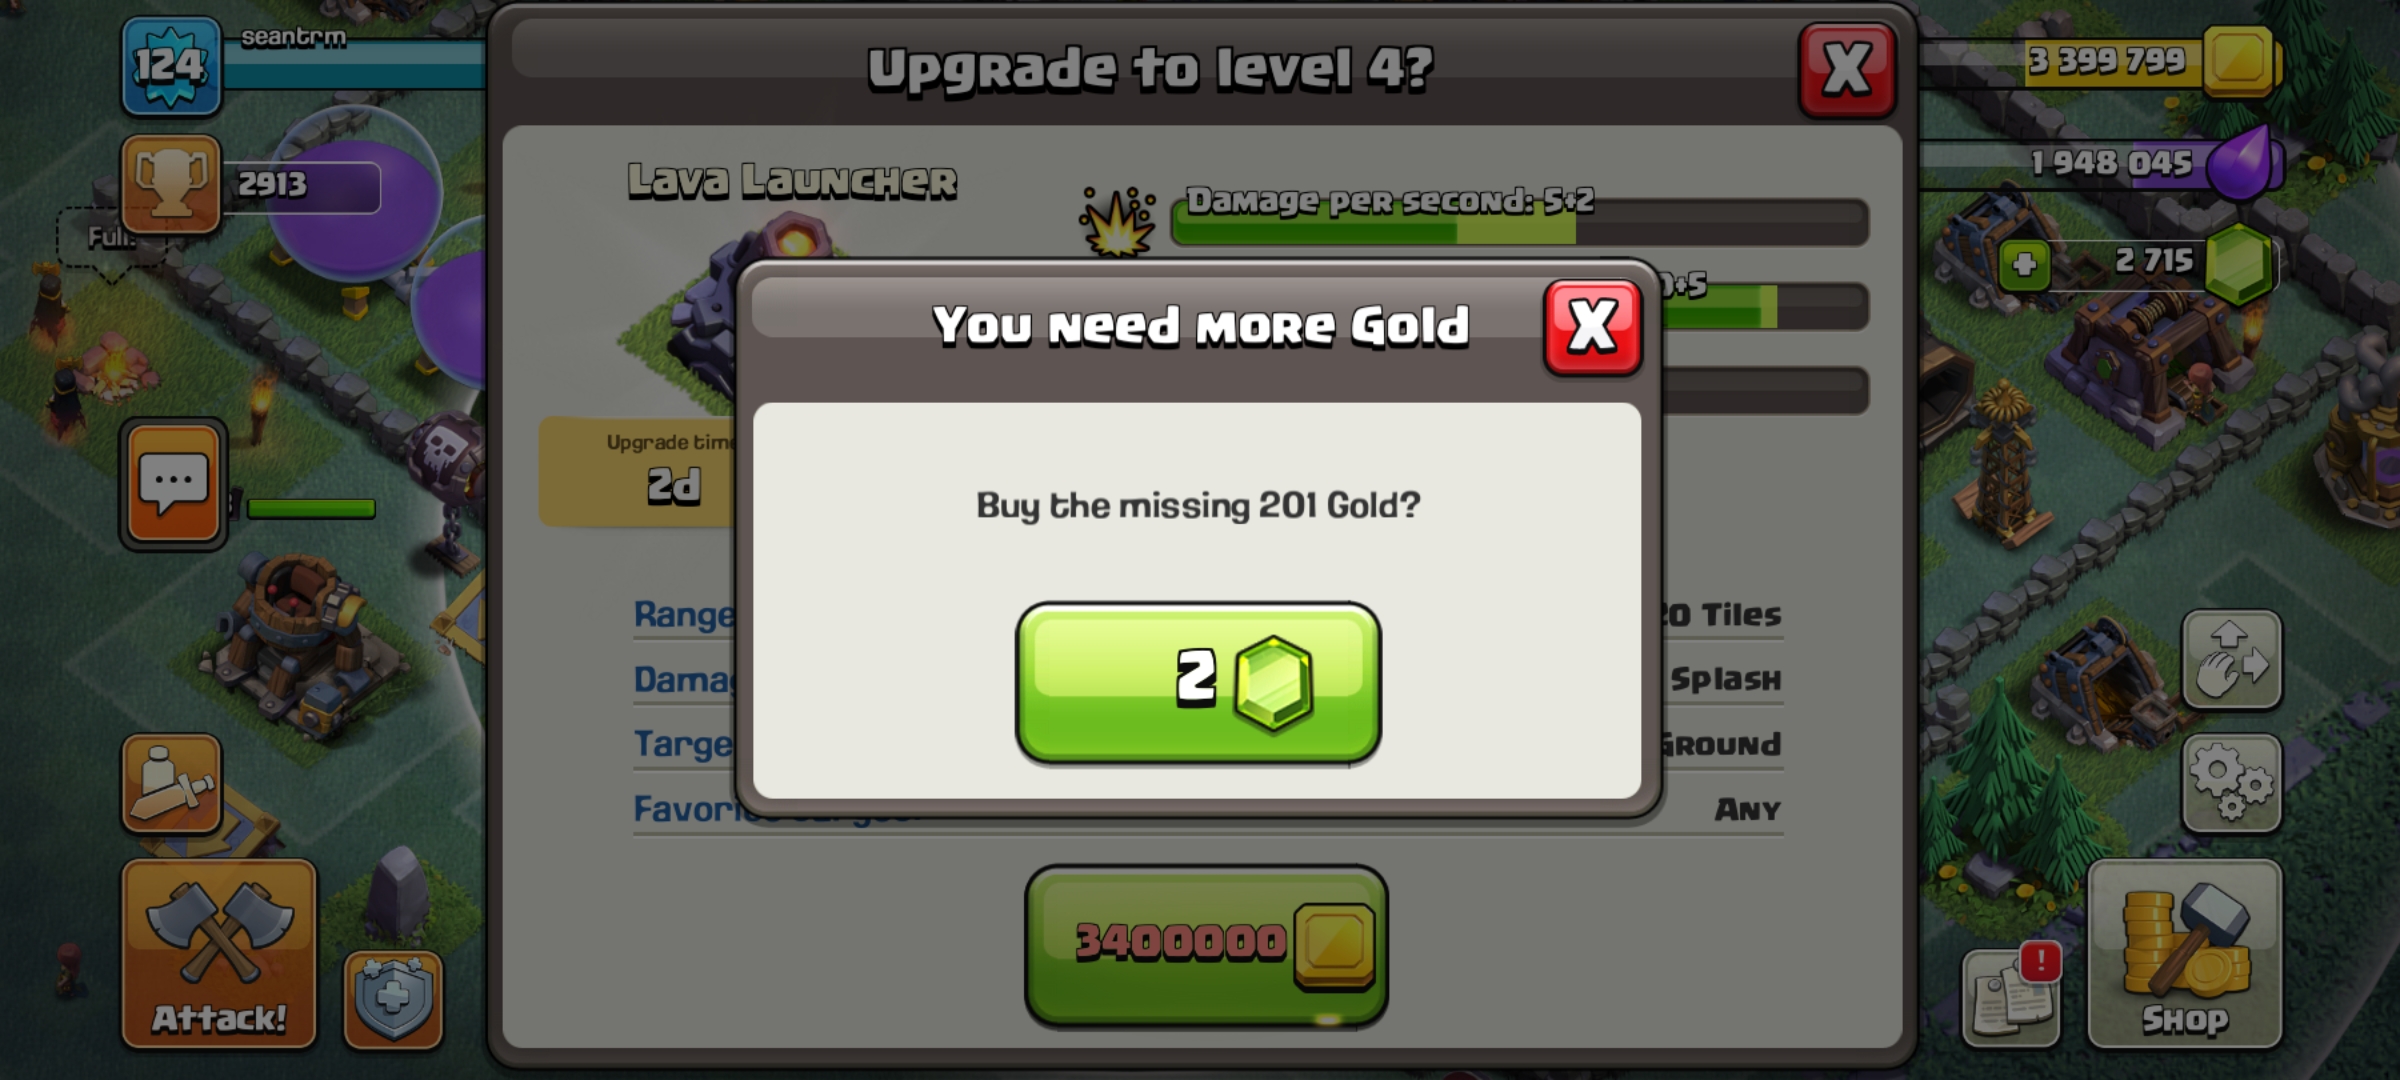 124
seantrm
Upgrade to level 4?
X
3 399 799
2913
Full!
Lava Launcher
Damage per second: 5+2
1 948 045
+5
2 715
You need more Gold
X
Upgrade time
2d
Buy the missing 201 Gold?
2
Range
20 Tiles
Splash
Ground
Any
3400000
Attack!
!
Shop